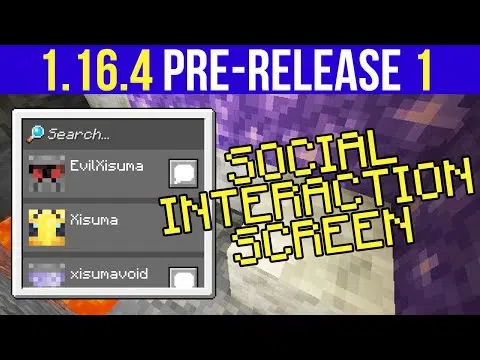 1.16.4 PRE-RELEASE 1
Search...
EvilXisuma
Xisuma
xisumavoid
SOCIAL
INTERACTION
SCREEN